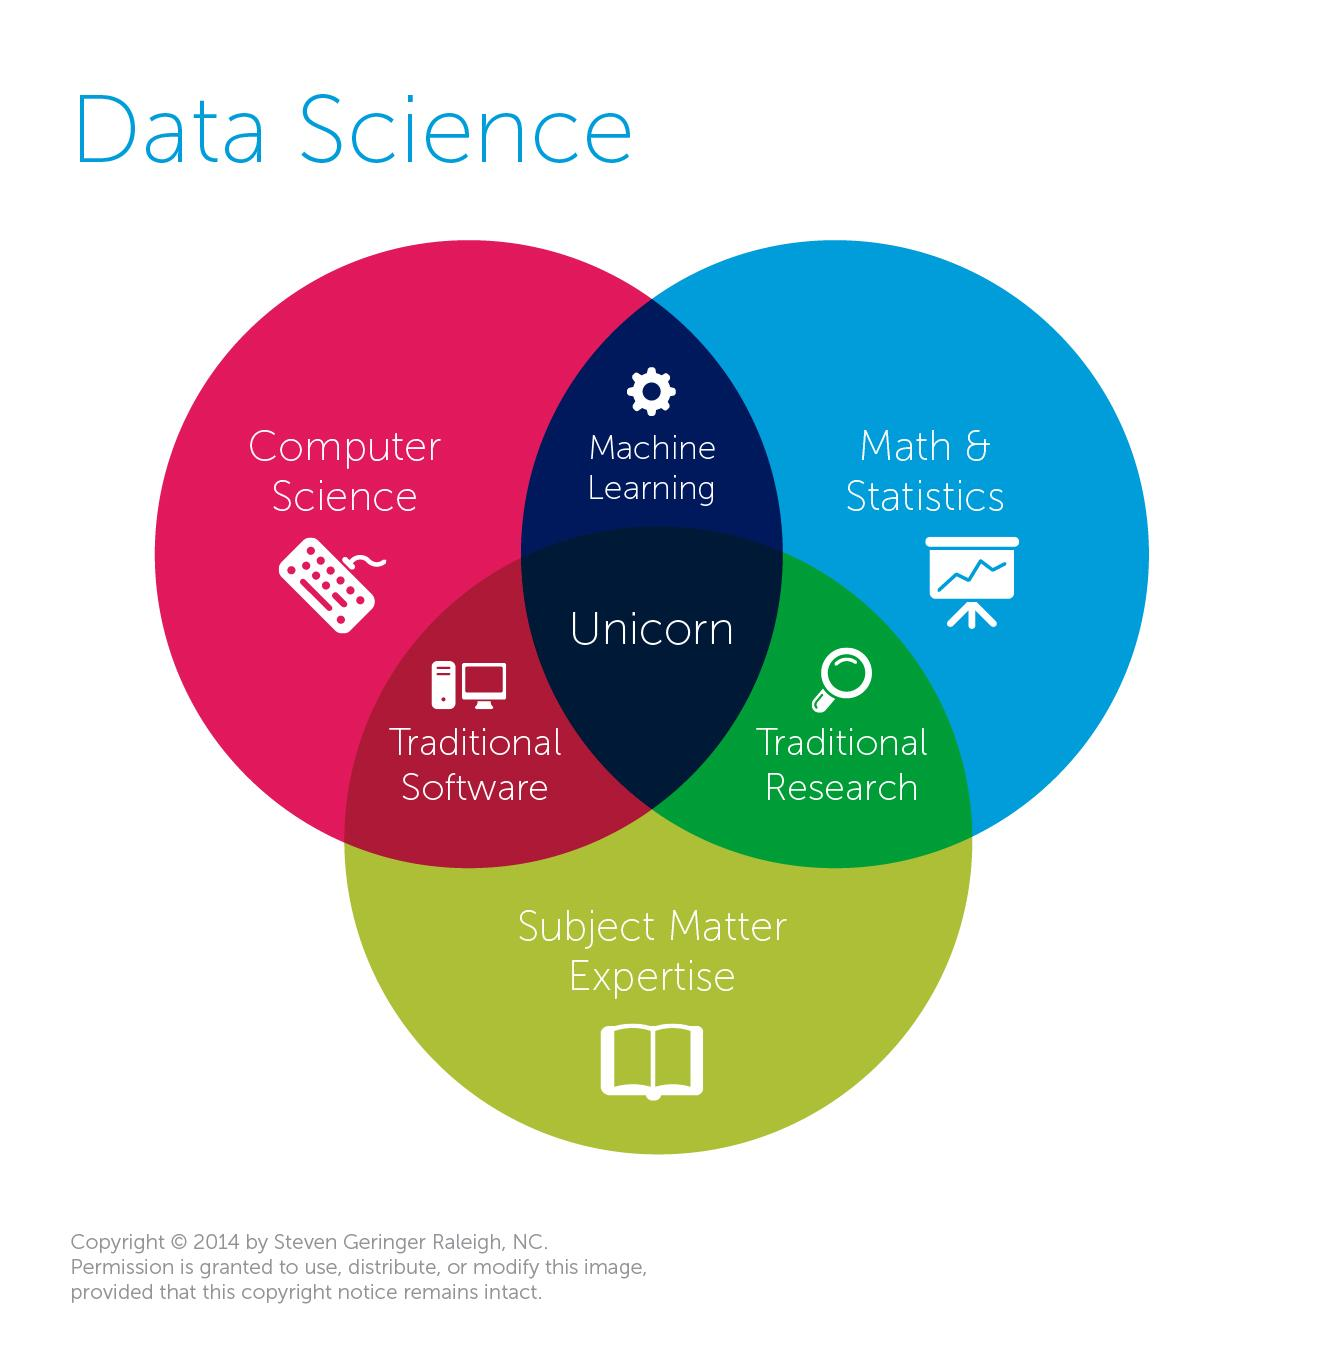 Data Science
Computer
Science
Machine
Learning
Math &
Statistics
Unicorn
Traditional
Software
Traditional
Research
Subject Matter
Expertise
Copyright © 2014 by Steven Geringer Raleigh, NC.
Permission is granted to use, distribute, or modify this image,
provided that this copyright notice remains intact.